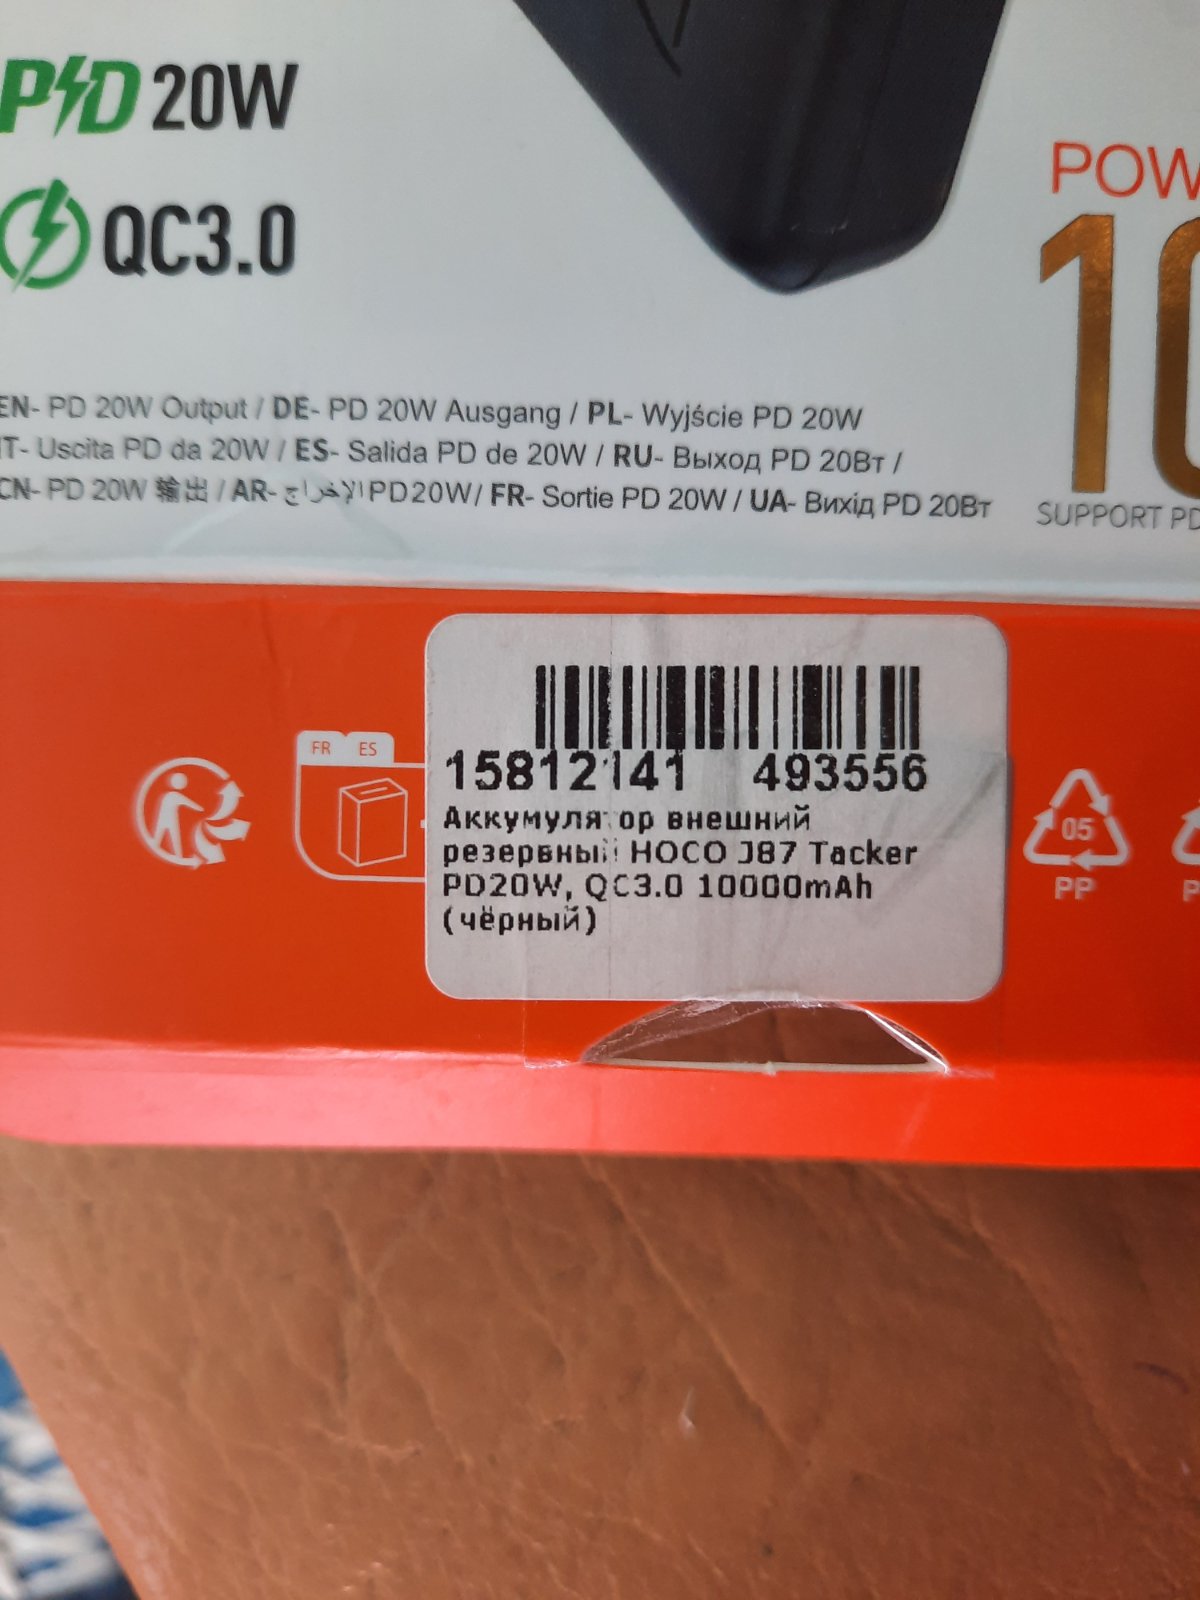 PD 20W
QC3.0
POW
10
EN- PD 20W Output / DE- PD 20W Ausgang / PL- Wyjście PD 20W
IT- Uscita PD da 20W / ES- Salida PD de 20W / RU- Выход PD 20Вт /
CN- PD 20W 输出 / AR- الإخراج PD20W/ FR- Sortie PD 20W / UA- Вихід PD 20Вт
SUPPORT PD
FR ES
15812141 493556
Аккумулятор внешний
резервный HOCO J87 Tacker
PD20W, QC3.0 10000mAh
(чёрный)
05
PP
P